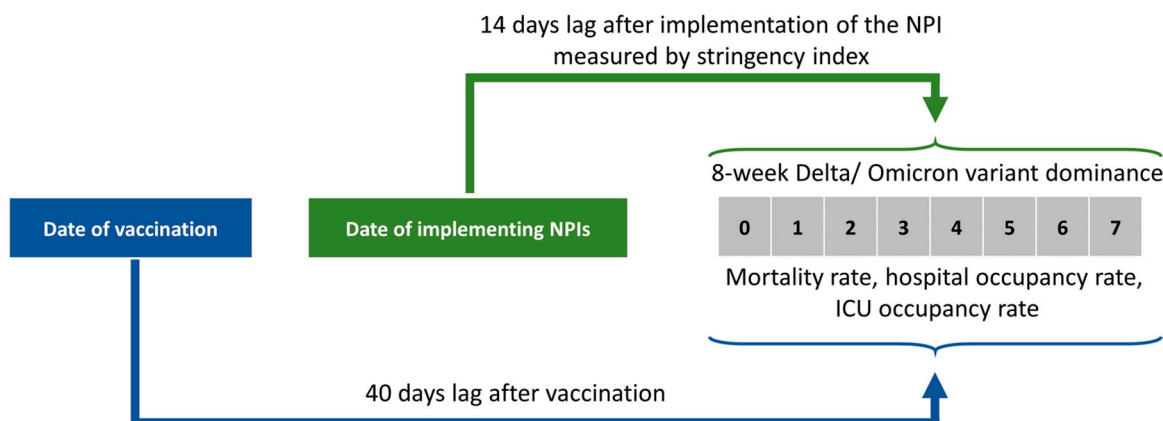 14 days lag after implementation of the NPI
measured by stringency index
8-week Delta/ Omicron variant dominance
Date of vaccination
Date of implementing NPIs
0 1 2 3 4 5 6 7
Mortality rate, hospital occupancy rate,
ICU occupancy rate
40 days lag after vaccination